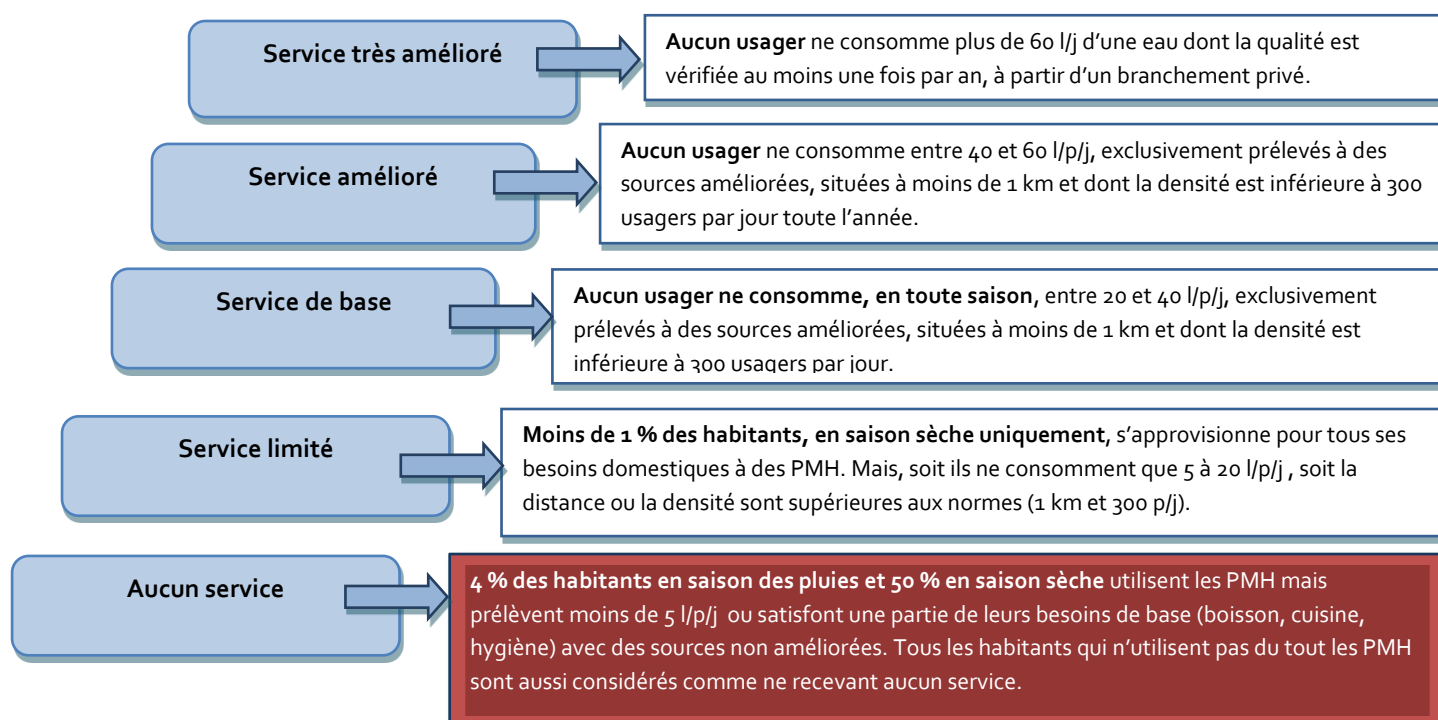 Service très amélioré
Aucun usager ne consomme plus de 60 l/j d’une eau dont la qualité est
vérifiée au moins une fois par an, à partir d’un branchement privé.
Service amélioré
Aucun usager ne consomme entre 40 et 60 l/p/j, exclusivement prélevés à des
sources améliorées, situées à moins de 1 km et dont la densité est inférieure à 300
usagers par jour toute l’année.
Service de base
Aucun usager ne consomme, en toute saison, entre 20 et 40 l/p/j, exclusivement
prélevés à des sources améliorées, situées à moins de 1 km et dont la densité est
inférieure à 300 usagers par jour.
Service limité
Moins de 1 % des habitants, en saison sèche uniquement, s’approvisionne pour tous ses
besoins domestiques à des PMH. Mais, soit ils ne consomment que 5 à 20 l/p/j , soit la
distance ou la densité sont supérieures aux normes (1 km et 300 p/j).
Aucun service
4 % des habitants en saison des pluies et 50 % en saison sèche utilisent les PMH mais
prélèvent moins de 5 l/p/j ou satisfont une partie de leurs besoins de base (boisson, cuisine,
hygiène) avec des sources non améliorées. Tous les habitants qui n’utilisent pas du tout les PMH
sont aussi considérés comme ne recevant aucun service.